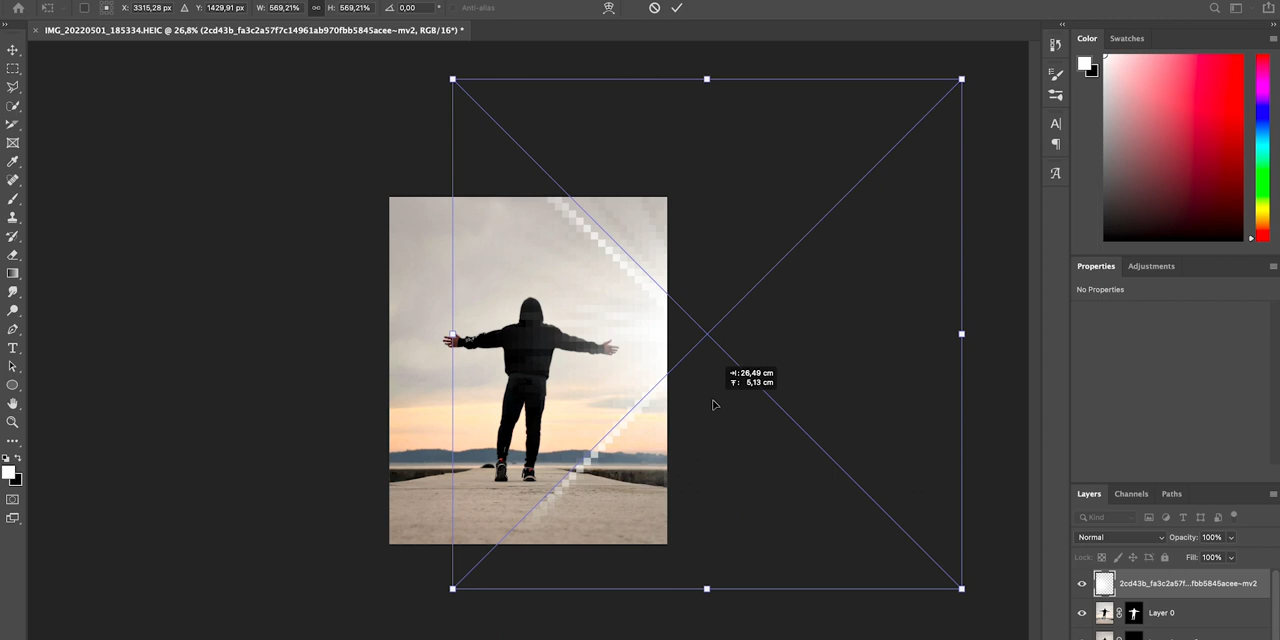 X: 3315,28 px Y: 1429,91 px W: 569,21% H: 569,21% 0,00 Anti-alias
× IMG_20220501_185334.HEIC @ 26,8% (2cd43b_fa3c2a57f7c14961ab970fbb5845acee~mv2, RGB/16*) *
Color Swatches
Properties Adjustments
No Properties
:26,49 cm
: 5,13 cm
Layers Channels Paths
Kind
Normal Opacity: 100%
Lock: Fill: 100%
2cd43b_fa3c2a57f...fbb5845acee~mv2
Layer 0